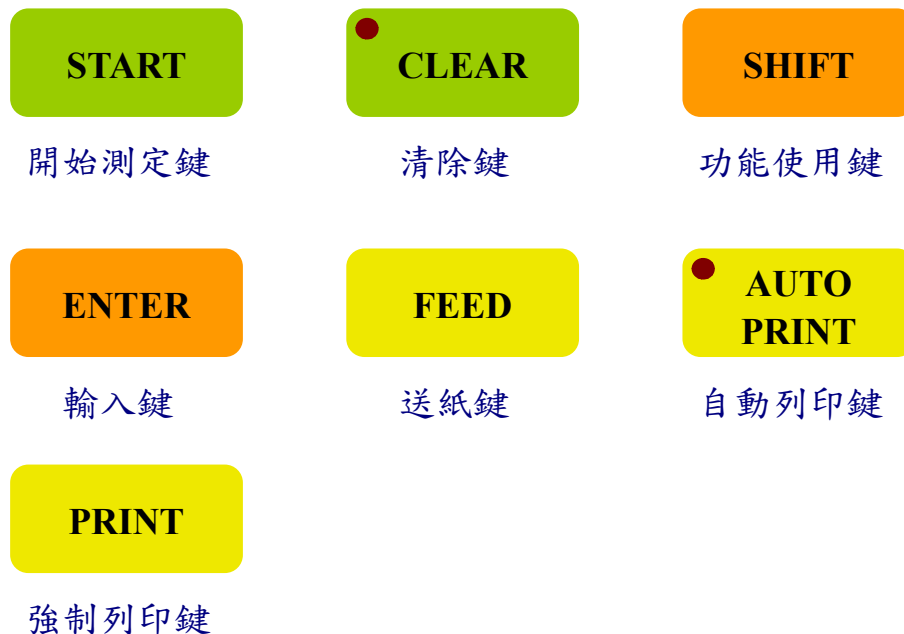 START
CLEAR
SHIFT
開始測定鍵
清除鍵
功能使用鍵
ENTER
FEED
AUTO
PRINT
輸入鍵
送紙鍵
自動列印鍵
PRINT
強制列印鍵